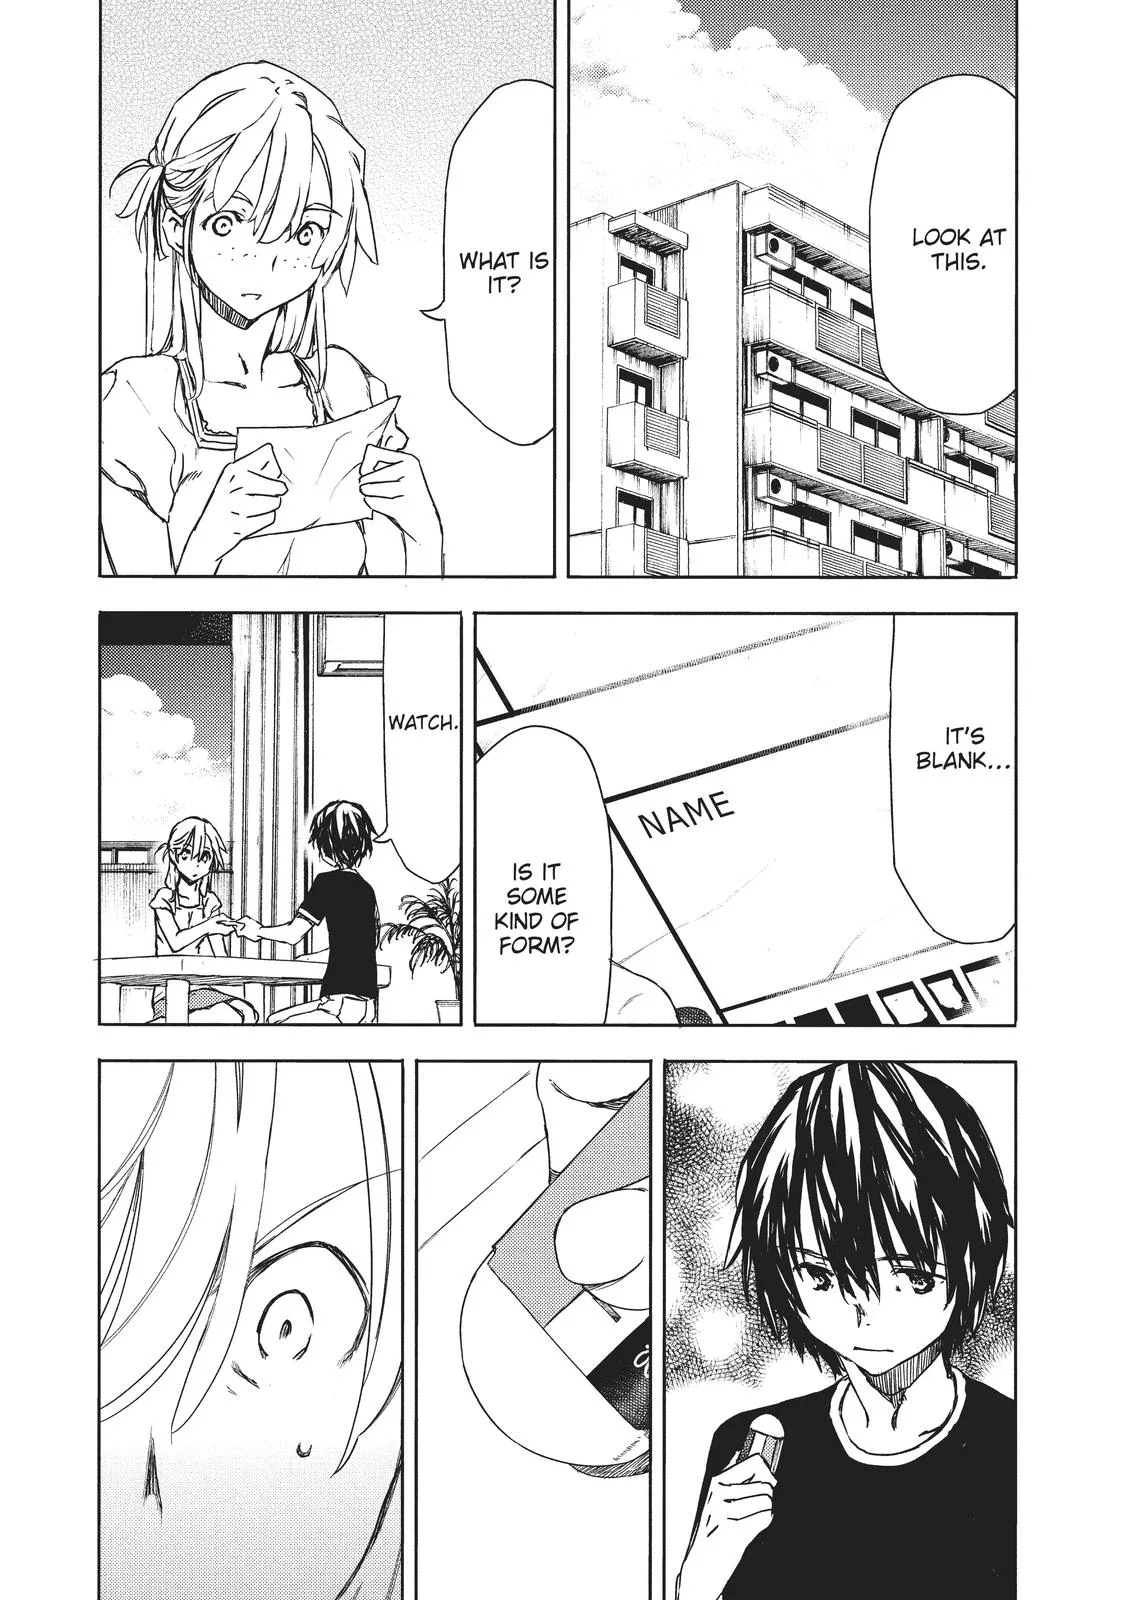 LOOK AT
THIS.
WHAT IS
IT?
IT'S
BLANK...
NAME
IS IT
SOME
KIND OF
FORM?
WATCH.